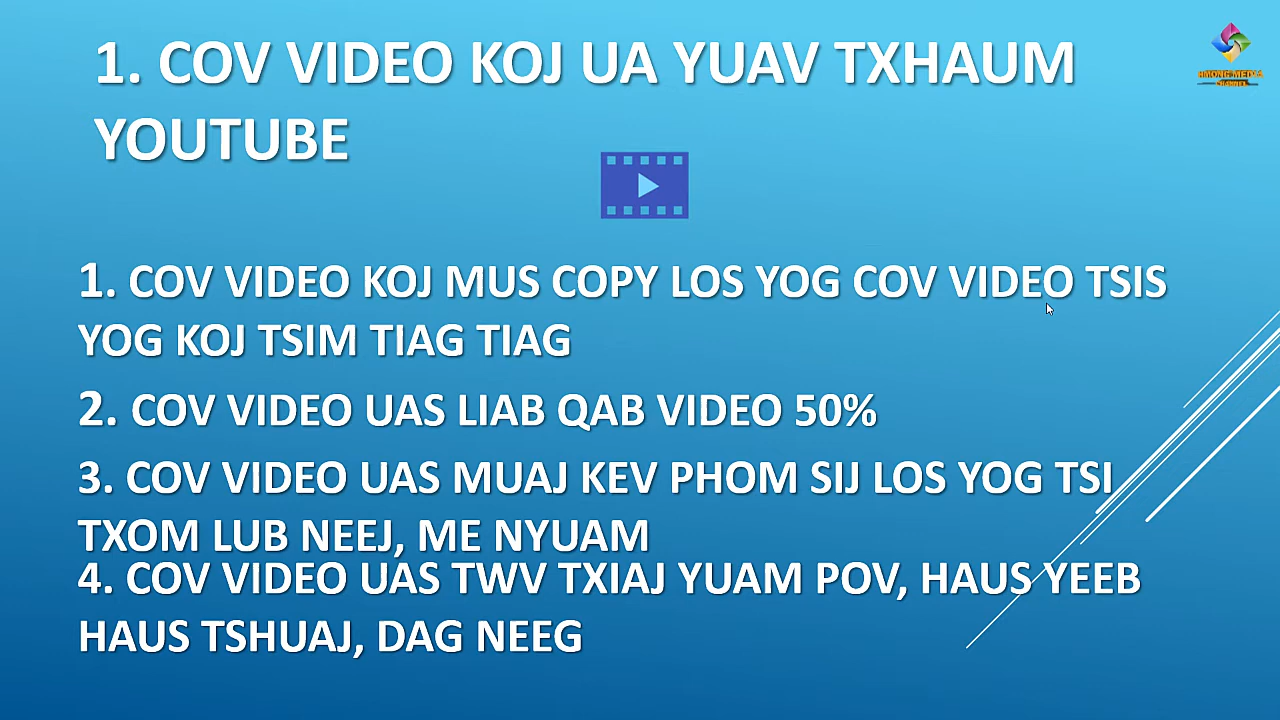 1. COV VIDEO KOJ UA YUAV TXHAUM
YOUTUBE
HMONG MEDIA
CHANNEL
1. COV VIDEO KOJ MUS COPY LOS YOG COV VIDEO TSIS
YOG KOJ TSIM TIAG TIAG
2. COV VIDEO UAS LIAB QAB VIDEO 50%
3. COV VIDEO UAS MUAJ KEV PHOM SIJ LOS YOG TSI
TXOM LUB NEEJ, ME NYUAM
4. COV VIDEO UAS TWV TXIAJ YUAM POV, HAUS YEEB
HAUS TSHUAJ, DAG NEEG